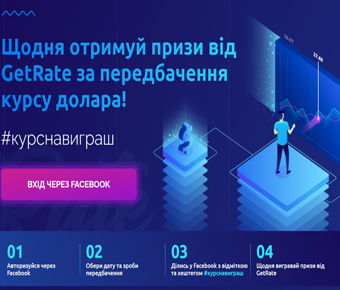 Щодня отримуй призи від
GetRate за передбачення
курсу долара!
#курснавиграш
ВХІД ЧЕРЕЗ FACEBOOK
01
Авторизуйся через
Facebook
02
Обери дату та зроби
передбачення
03
Ділись у Facebook з відміткою
та хештегом #курснавиграш
04
Щодня вигравай призи від
GetRate